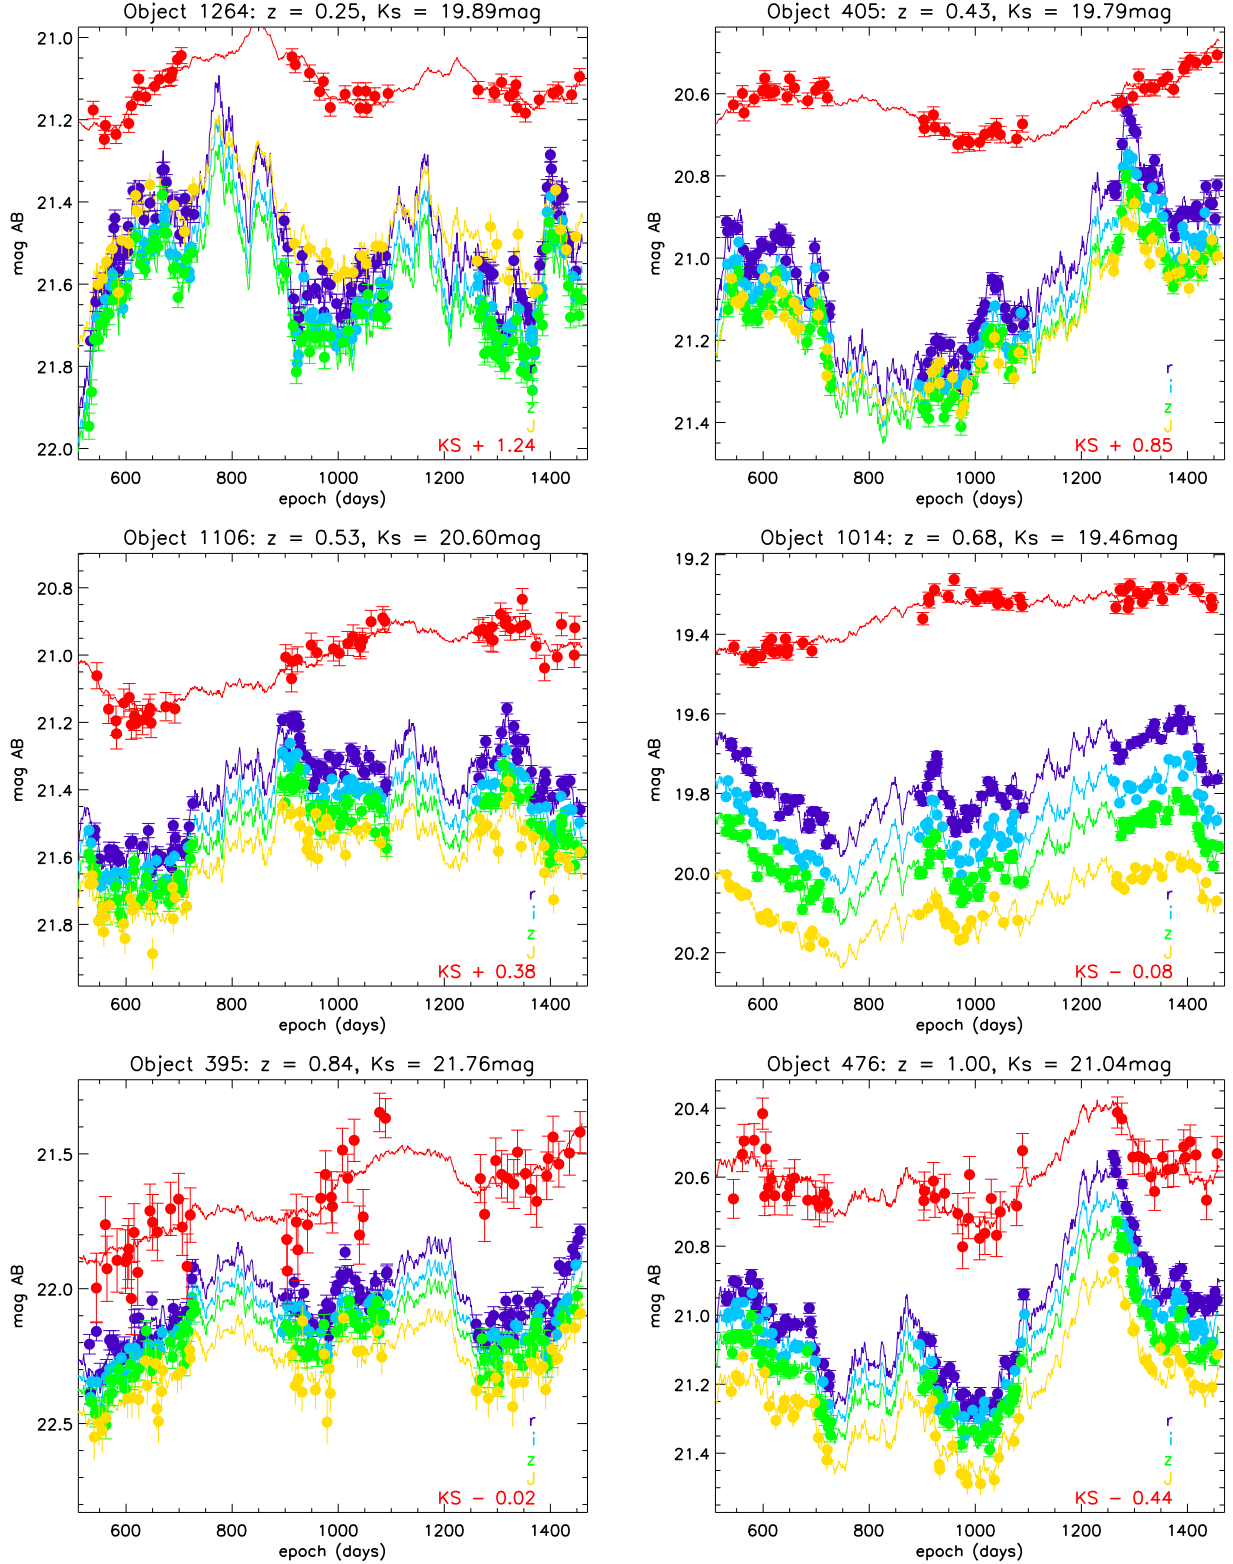 Object 1264: z = 0.25, Ks = 19.89mag
21.0
21.2
21.4
21.6
21.8
22.0
mag AB
r
i
z
J
KS + 1.24
600 800 1000 1200 1400
epoch (days)
Object 405: z = 0.43, Ks = 19.79mag
20.6
20.8
21.0
21.2
21.4
mag AB
r
i
z
J
KS + 0.85
600 800 1000 1200 1400
epoch (days)
Object 1106: z = 0.53, Ks = 20.60mag
20.8
21.0
21.2
21.4
21.6
21.8
mag AB
r
i
z
J
KS + 0.38
600 800 1000 1200 1400
epoch (days)
Object 1014: z = 0.68, Ks = 19.46mag
19.2
19.4
19.6
19.8
20.0
20.2
mag AB
r
i
z
J
KS − 0.08
600 800 1000 1200 1400
epoch (days)
Object 395: z = 0.84, Ks = 21.76mag
21.5
22.0
22.5
mag AB
r
i
z
J
KS − 0.02
600 800 1000 1200 1400
epoch (days)
Object 476: z = 1.00, Ks = 21.04mag
20.4
20.6
20.8
21.0
21.2
21.4
mag AB
r
i
z
J
KS − 0.44
600 800 1000 1200 1400
epoch (days)